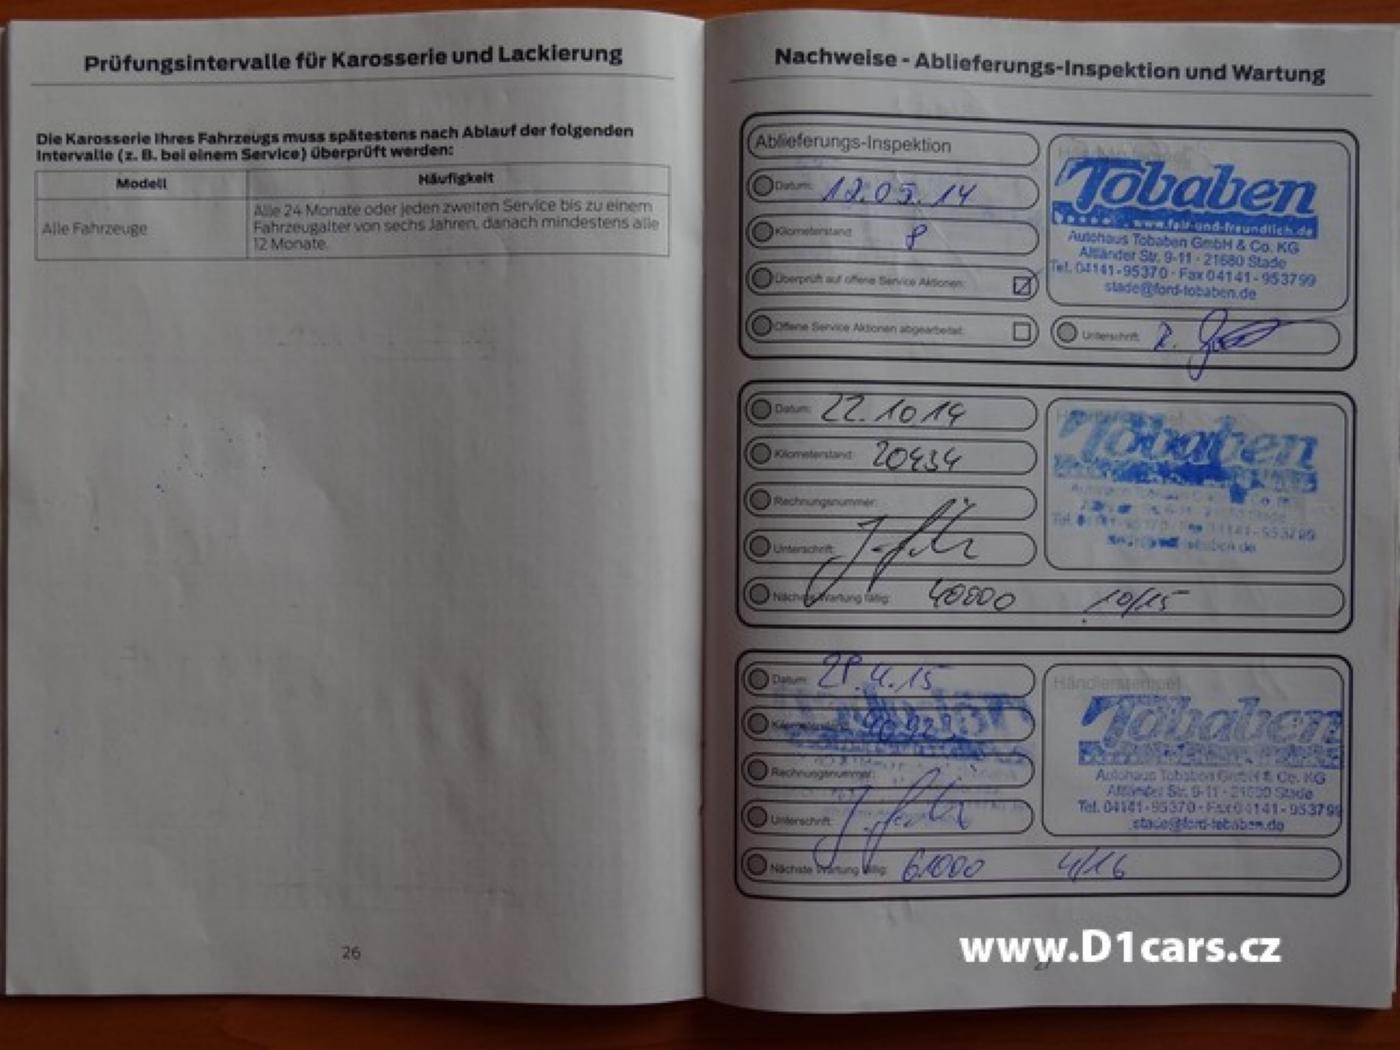 Prüfungsintervalle für Karosserie und Lackierung
Die Karosserie Ihres Fahrzeugs muss spätestens nach Ablauf der folgenden
Intervalle (z. B. bei einem Service) überprüft werden:
Modell
Häufigkeit
Alle Fahrzeuge
Alle 24 Monate oder jeden zweiten Service bis zu einem
Fahrzeugalter von sechs Jahren, danach mindestens alle
12 Monate.
26
Nachweise - Ablieferungs-Inspektion und Wartung
Ablieferungs-Inspektion
Datum: 12.05.14
Kilometerstand: 8
Überprüft auf offene Service Aktionen:
Offene Service Aktionen abgearbeitet:
Tobaben
www.fair-und-freundlich.de
Autohaus Tobaben GmbH & Co. KG
Altländer Str. 9-11 · 21680 Stade
Tel. 04141-95370 · Fax 04141-953799
stade@ford-tobaben.de
Unterschrift:
Datum: 22.10.14
Kilometerstand: 20434
Rechnungsnummer:
Unterschrift:
Nächste Wartung fällig: 40000 10/15
Tobaben
Datum: 28.4.15
Kilometerstand:
Rechnungsnummer:
Unterschrift:
Nächste Wartung fällig: 61000 4/16
Händlerstempel
Tobaben
Autohaus Tobaben GmbH & Co. KG
Altländer Str. 9-11 · 21680 Stade
Tel. 04141-95370 · Fax 04141-953799
stade@ford-tobaben.de
www.D1cars.cz